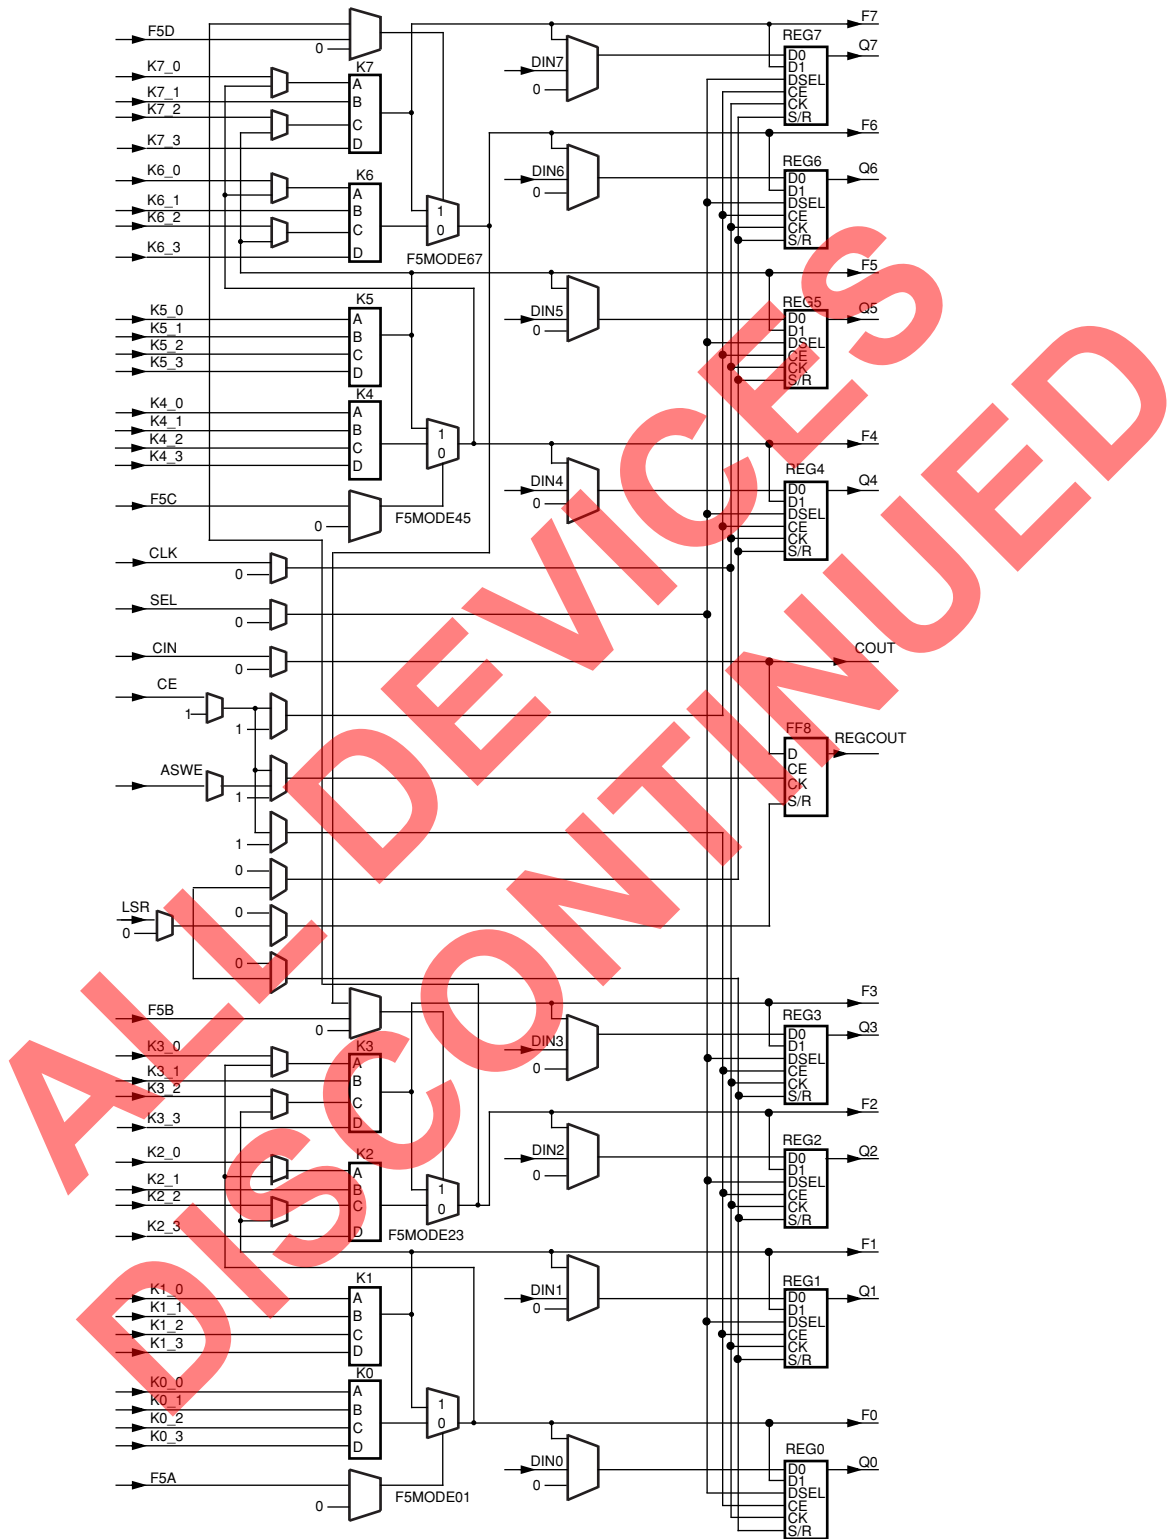 F5D
0
K7_0
K7_1
K7_2
K7_3
K7
A
B
C
D
DIN7
0
F7
REG7
Q7
D0
D1
DSEL
CE
CK
S/R
K6_0
K6_1
K6_2
K6_3
K6
A
B
C
D
1
0
F5MODE67
DIN6
0
F6
REG6
Q6
D0
D1
DSEL
CE
CK
S/R
K5_0
K5_1
K5_2
K5_3
K5
A
B
C
D
DIN5
0
F5
REG5
Q5
D0
D1
DSEL
CE
CK
S/R
K4_0
K4_1
K4_2
K4_3
K4
A
B
C
D
1
0
F5C
0
F5MODE45
DIN4
0
F4
REG4
Q4
D0
D1
DSEL
CE
CK
S/R
CLK
0
SEL
0
CIN
0
COUT
CE
1
1
ASWE
1
1
FF8
REGCOUT
D
CE
CK
S/R
0
LSR
0
0
0
F5B
0
K3_0
K3_1
K3_2
K3_3
K3
A
B
C
D
DIN3
0
F3
REG3
Q3
D0
D1
DSEL
CE
CK
S/R
K2_0
K2_1
K2_2
K2_3
K2
A
B
C
D
1
0
F5MODE23
DIN2
0
F2
REG2
Q2
D0
D1
DSEL
CE
CK
S/R
K1_0
K1_1
K1_2
K1_3
K1
A
B
C
D
DIN1
0
F1
REG1
Q1
D0
D1
DSEL
CE
CK
S/R
K0_0
K0_1
K0_2
K0_3
K0
A
B
C
D
1
0
F5A
0
F5MODE01
DIN0
0
F0
REG0
Q0
D0
D1
DSEL
CE
CK
S/R
ALL DEVICES
DISCONTINUED